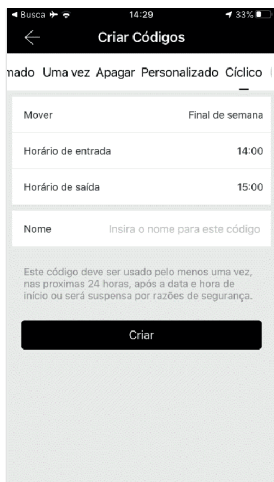 Busca 14:29 33%
Criar Códigos
mado Uma vez Apagar Personalizado Cíclico
Mover Final de semana
Horário de entrada 14:00
Horário de saída 15:00
Nome Insira o nome para este código
Este código deve ser usado pelo menos uma vez,
nas proximas 24 horas, após a data e hora de
início ou será suspensa por razões de segurança.
Criar